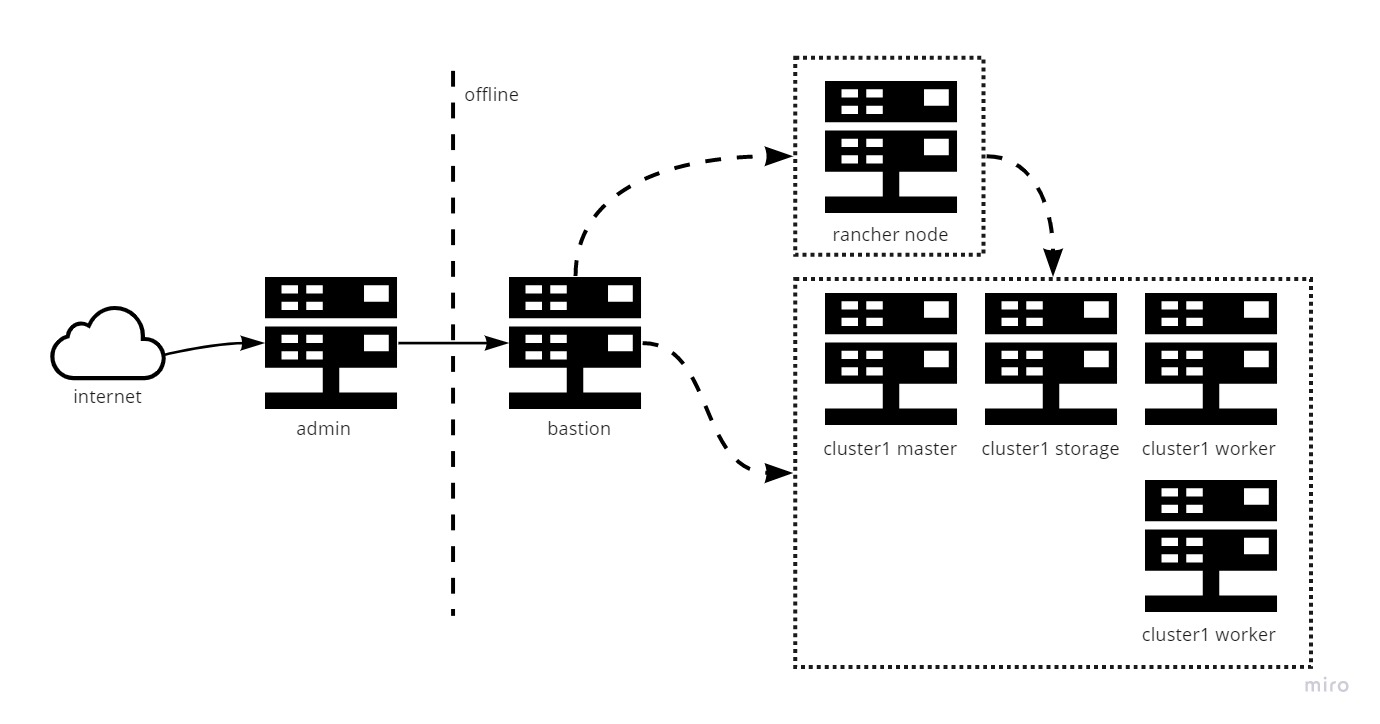 offline
rancher node
internet
admin
bastion
cluster1 master
cluster1 storage
cluster1 worker
cluster1 worker
miro